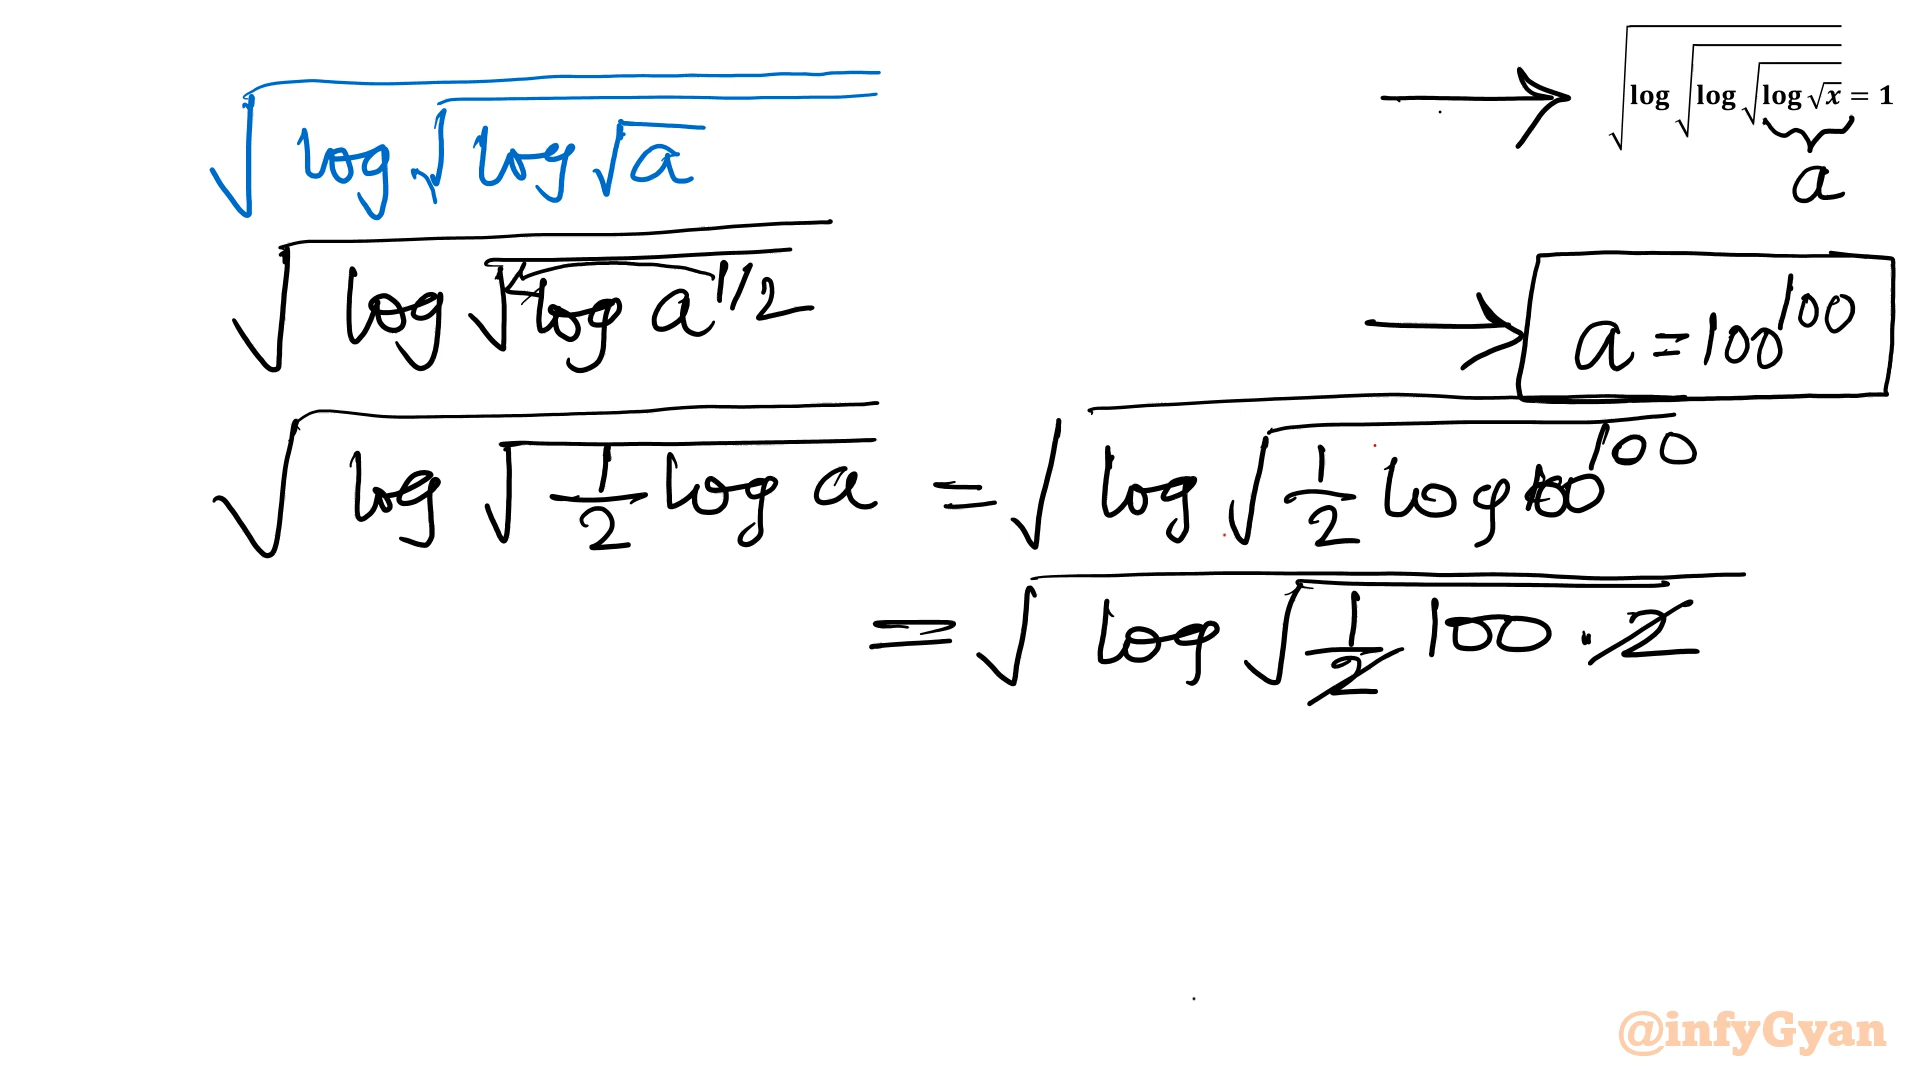 √(log √(log √(log √x))) = 1
√(log √(log √a))
a
√(log √(log a^(1/2)))
a = 100^100
√(log √(1/2 log a)) = √(log √(1/2 log 100^100))
= √(log √(1/2 100 · 2))
@infyGyan